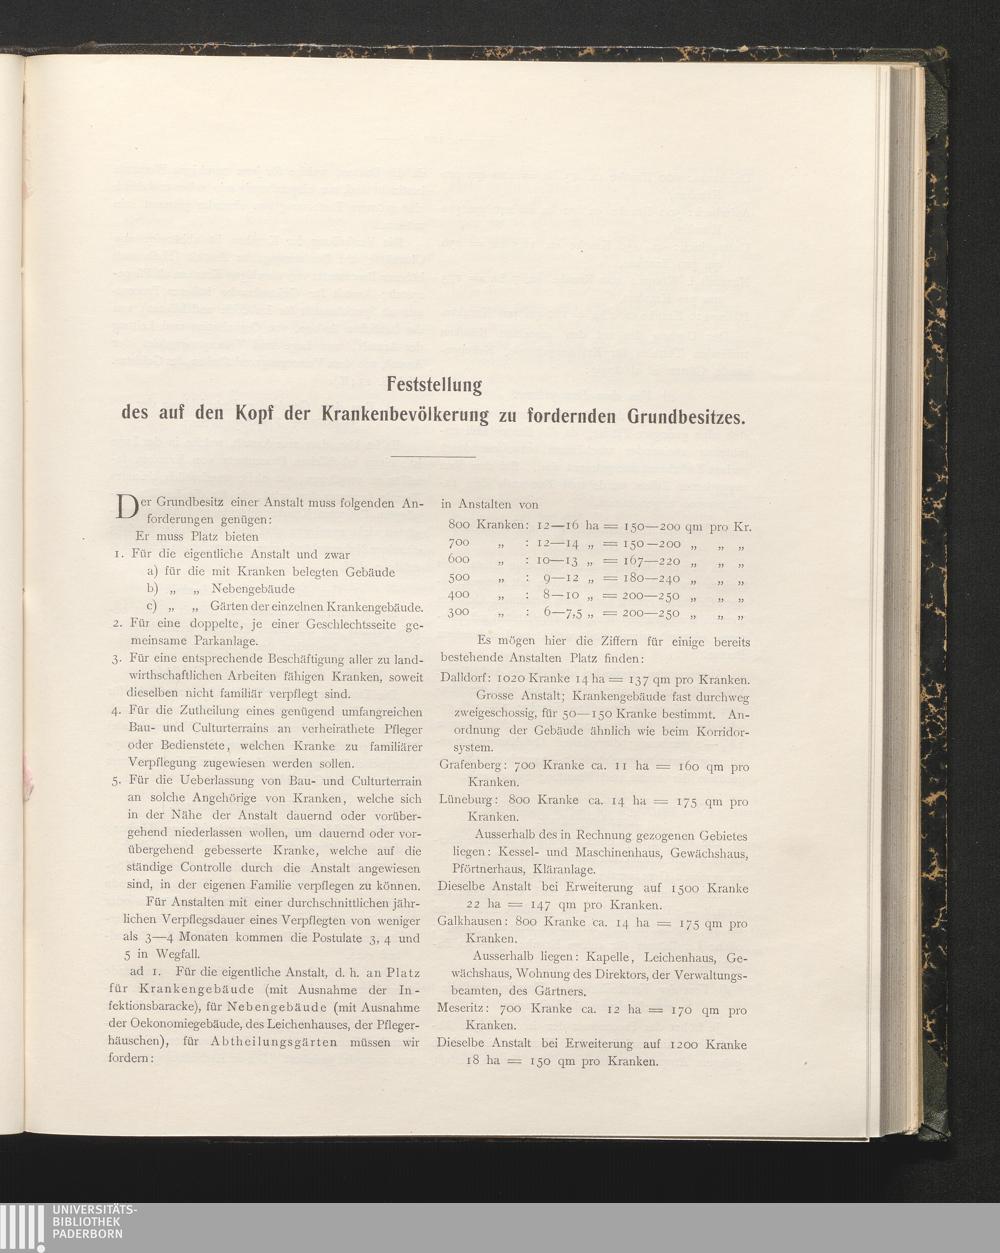 Feststellung
des auf den Kopf der Krankenbevölkerung zu fordernden Grundbesitzes.
Der Grundbesitz einer Anstalt muss folgenden An-
forderungen genügen:
Er muss Platz bieten
1. Für die eigentliche Anstalt und zwar
a) für die mit Kranken belegten Gebäude
b) „ „ Nebengebäude
c) „ „ Gärten der einzelnen Krankengebäude.
2. Für eine doppelte, je einer Geschlechtsseite ge-
meinsame Parkanlage.
3. Für eine entsprechende Beschäftigung aller zu land-
wirthschaftlichen Arbeiten fähigen Kranken, soweit
dieselben nicht familiär verpflegt sind.
4. Für die Zutheilung eines genügend umfangreichen
Bau- und Culturterrains an verheirathete Pfleger
oder Bedienstete, welchen Kranke zu familiärer
Verpflegung zugewiesen werden sollen.
5. Für die Ueberlassung von Bau- und Culturterrain
an solche Angehörige von Kranken, welche sich
in der Nähe der Anstalt dauernd oder vorüber-
gehend niederlassen wollen, um dauernd oder vor-
übergehend gebesserte Kranke, welche auf die
ständige Controlle durch die Anstalt angewiesen
sind, in der eigenen Familie verpflegen zu können.
Für Anstalten mit einer durchschnittlichen jähr-
lichen Verpflegsdauer eines Verpflegten von weniger
als 3—4 Monaten kommen die Postulate 3, 4 und
5 in Wegfall.
ad 1. Für die eigentliche Anstalt, d. h. an Platz
für Krankengebäude (mit Ausnahme der In-
fektionsbaracke), für Nebengebäude (mit Ausnahme
der Oekonomiegebäude, des Leichenhauses, der Pfleger-
häuschen), für Abtheilungsgärten müssen wir
fordern:
in Anstalten von
800 Kranken: 12—16 ha = 150—200 qm pro Kr.
700 „ : 12—14 „ = 150—200 „ „ „
600 „ : 10—13 „ = 167—220 „ „ „
500 „ : 9—12 „ = 180—240 „ „ „
400 „ : 8—10 „ = 200—250 „ „ „
300 „ : 6—7,5 „ = 200—250 „ „ „
Es mögen hier die Ziffern für einige bereits
bestehende Anstalten Platz finden:
Dalldorf: 1020 Kranke 14 ha = 137 qm pro Kranken.
Grosse Anstalt; Krankengebäude fast durchweg
zweigeschossig, für 50—150 Kranke bestimmt. An-
ordnung der Gebäude ähnlich wie beim Korridor-
system.
Grafenberg: 700 Kranke ca. 11 ha = 160 qm pro
Kranken.
Lüneburg: 800 Kranke ca. 14 ha = 175 qm pro
Kranken.
Ausserhalb des in Rechnung gezogenen Gebietes
liegen: Kessel- und Maschinenhaus, Gewächshaus,
Pförtnerhaus, Kläranlage.
Dieselbe Anstalt bei Erweiterung auf 1500 Kranke
22 ha = 147 qm pro Kranken.
Galkhausen: 800 Kranke ca. 14 ha = 175 qm pro
Kranken.
Ausserhalb liegen: Kapelle, Leichenhaus, Ge-
wächshaus, Wohnung des Direktors, der Verwaltungs-
beamten, des Gärtners.
Meseritz: 700 Kranke ca. 12 ha = 170 qm pro
Kranken.
Dieselbe Anstalt bei Erweiterung auf 1200 Kranke
18 ha = 150 qm pro Kranken.
UNIVERSITÄTS-
BIBLIOTHEK
PADERBORN